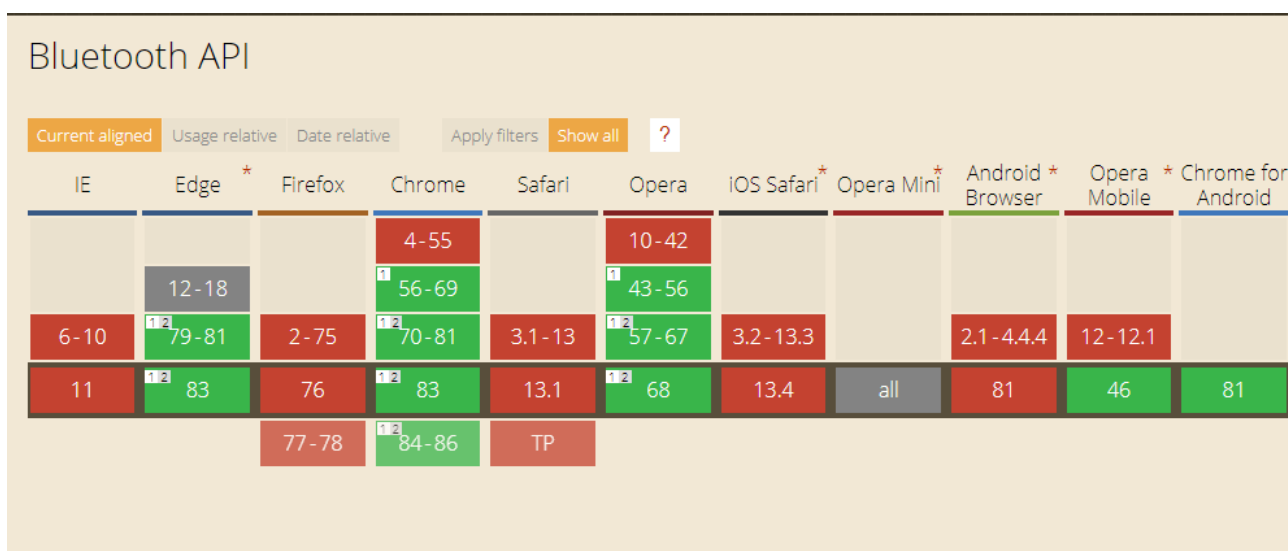 Bluetooth API
Current aligned Usage relative Date relative Apply filters Show all ?
IE Edge * Firefox Chrome Safari Opera iOS Safari * Opera Mini * Android Browser * Opera Mobile * Chrome for Android
4-55 10-42
12-18 1 56-69 1 43-56
6-10 1 2 79-81 2-75 1 2 70-81 3.1-13 1 2 57-67 3.2-13.3 2.1-4.4.4 12-12.1
11 1 2 83 76 1 2 83 13.1 1 2 68 13.4 all 81 46 81
77-78 1 2 84-86 TP